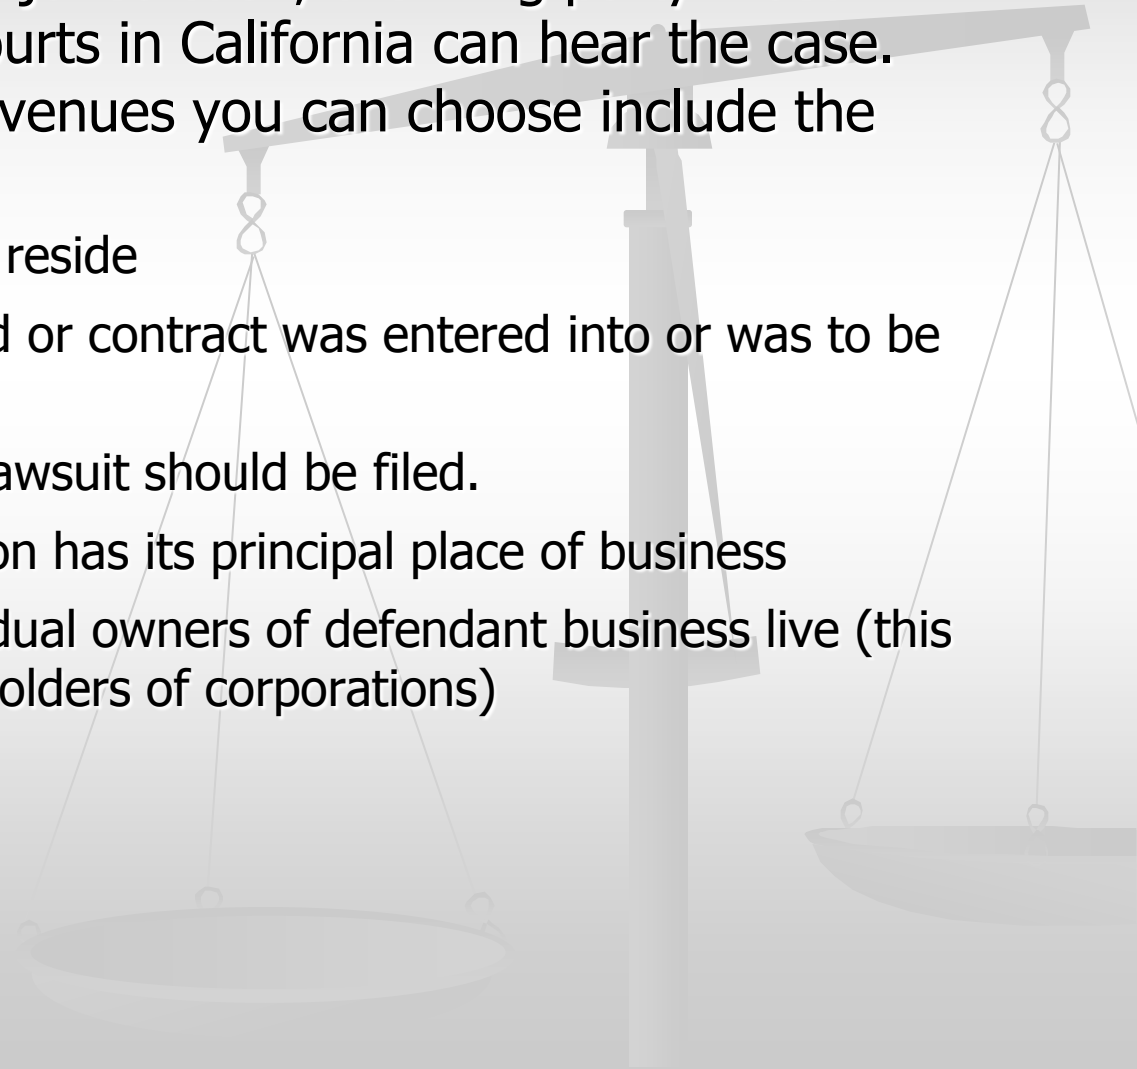 urts in California can hear the case.
venues you can choose include the
reside
or contract was entered into or was to be
awsuit should be filed.
on has its principal place of business
dual owners of defendant business live (this
olders of corporations)